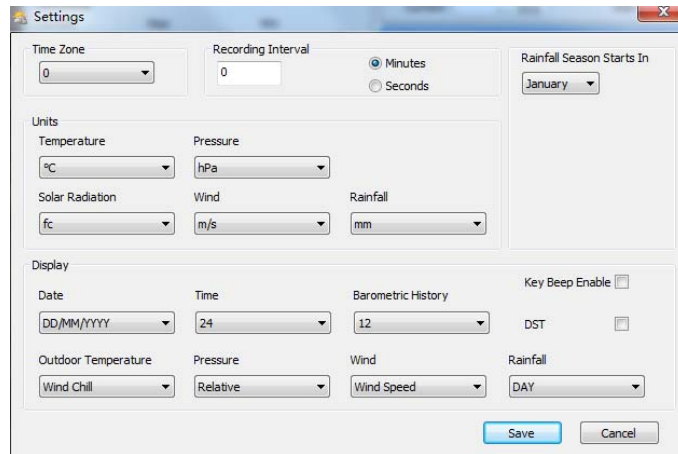 Settings
Time Zone
0
Recording Interval
0
Minutes
Seconds
Rainfall Season Starts In
January
Units
Temperature
Pressure
°C
hPa
Solar Radiation
Wind
Rainfall
fc
m/s
mm
Display
Key Beep Enable
Date
Time
Barometric History
DD/MM/YYYY
24
12
DST
Outdoor Temperature
Pressure
Wind
Rainfall
Wind Chill
Relative
Wind Speed
DAY
Save
Cancel